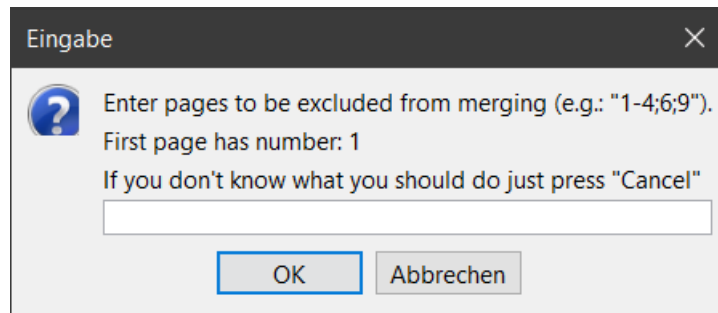 Eingabe
Enter pages to be excluded from merging (e.g.: "1-4;6;9").
First page has number: 1
If you don't know what you should do just press "Cancel"
OK
Abbrechen